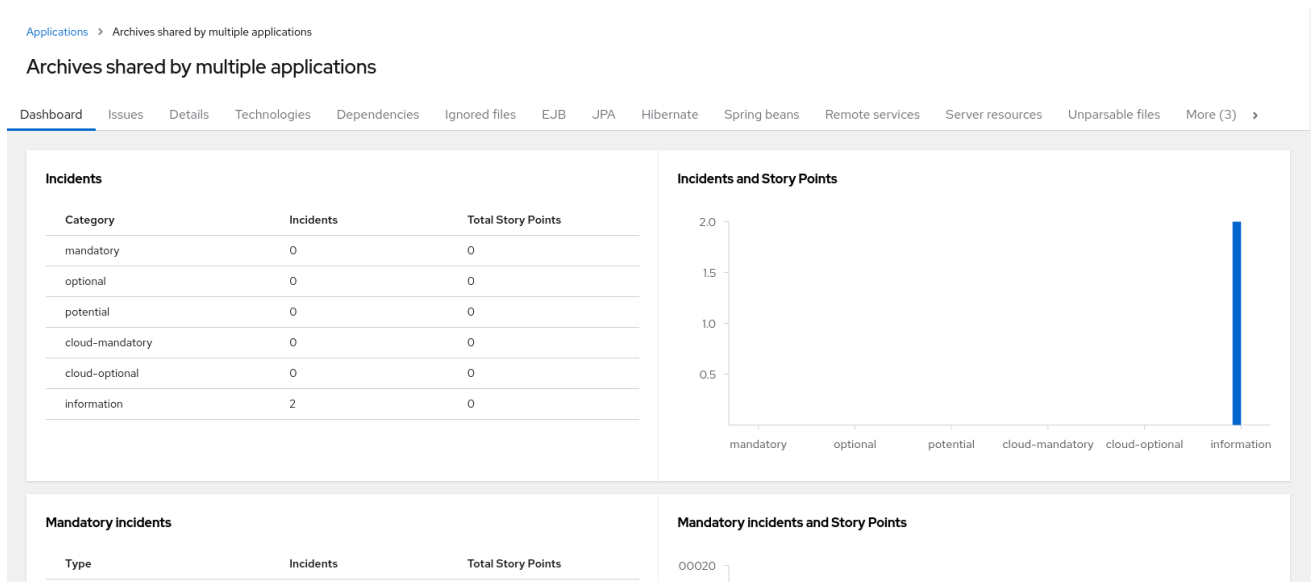 Applications > Archives shared by multiple applications
Archives shared by multiple applications
Dashboard Issues Details Technologies Dependencies Ignored files EJB JPA Hibernate Spring beans Remote services Server resources Unparsable files More (3) >
Incidents
Category Incidents Total Story Points
mandatory 0 0
optional 0 0
potential 0 0
cloud-mandatory 0 0
cloud-optional 0 0
information 2 0
Incidents and Story Points
2.0
1.5
1.0
0.5
mandatory optional potential cloud-mandatory cloud-optional information
Mandatory incidents
Type Incidents Total Story Points
Mandatory incidents and Story Points
00020